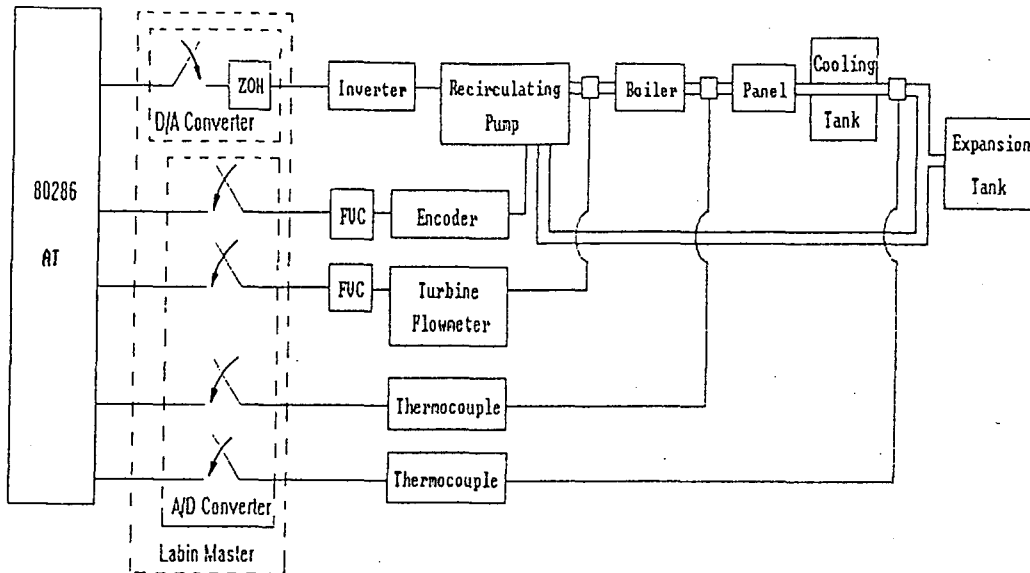 80286
AT
ZOH
D/A Converter
Inverter
Recirculating
Pump
Boiler
Panel
Cooling
Tank
Expansion
Tank
FVC
Encoder
FVC
Turbine
Flowmeter
Thermocouple
Thermocouple
A/D Converter
Labin Master